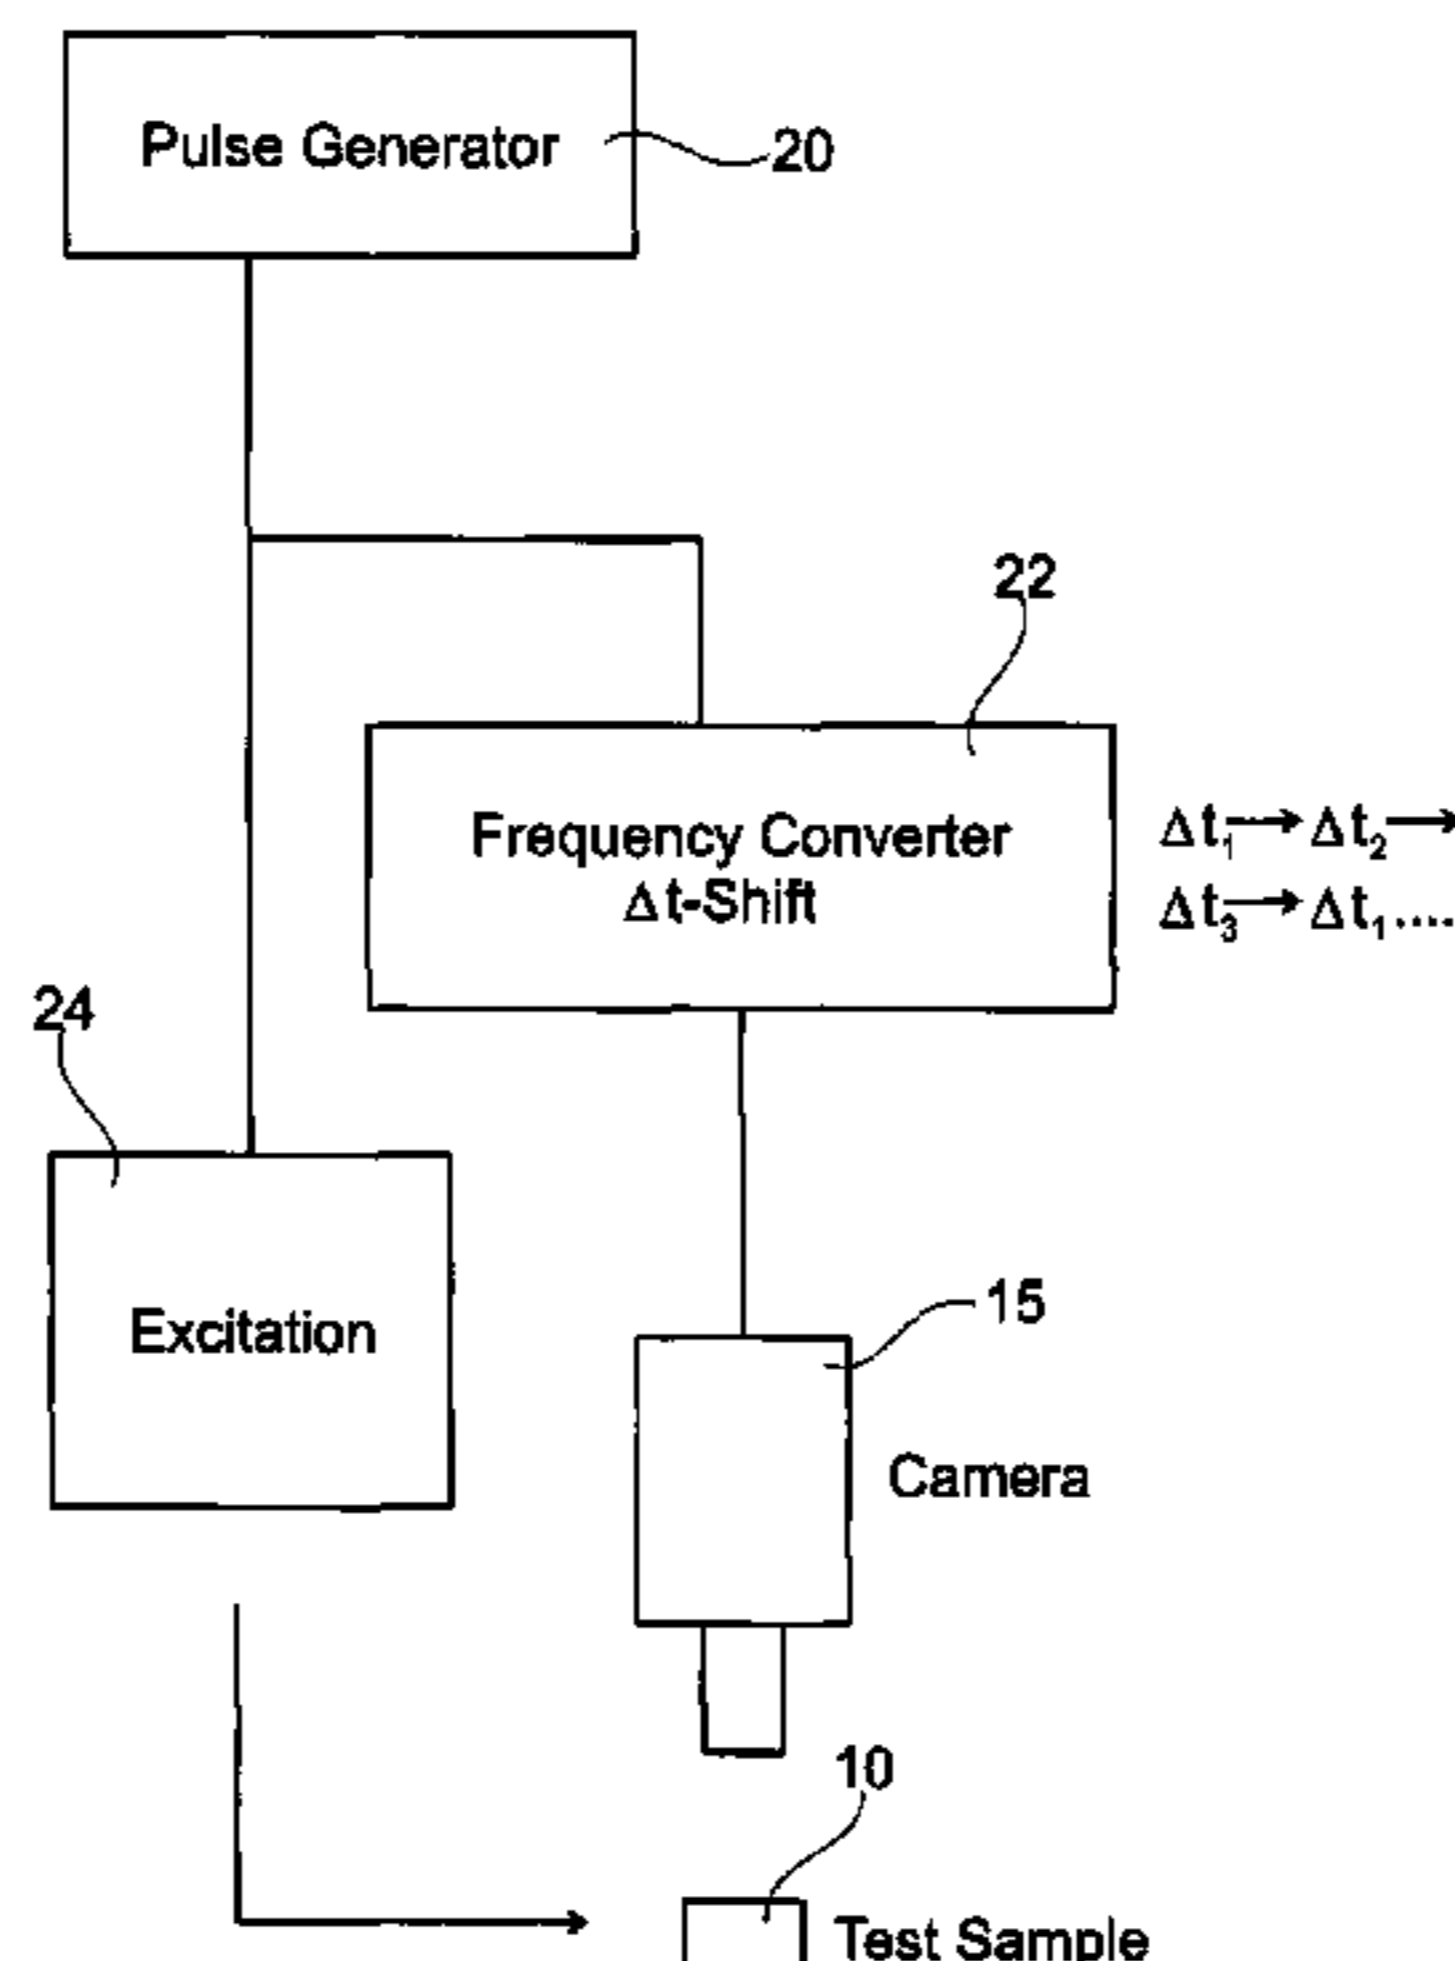 Pulse Generator
20
22
Frequency Converter
Δt-Shift
Δt₁→Δt₂→
Δt₃→Δt₁....
24
Excitation
15
Camera
10
Test Sample